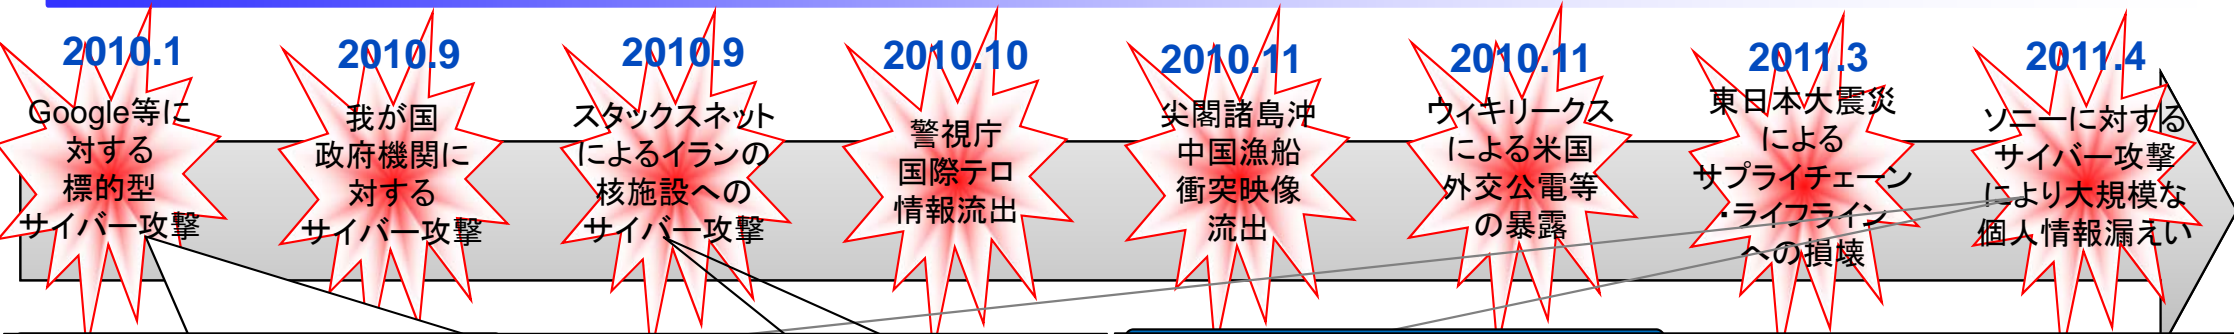 2010.1
Google等に
対する
標的型
サイバー攻撃
2010.9
我が国
政府機関に
対する
サイバー攻撃
2010.9
スタックスネット
によるイランの
核施設への
サイバー攻撃
2010.10
警視庁
国際テロ
情報流出
2010.11
尖閣諸島沖
中国漁船
衝突映像
流出
2010.11
ウィキリークス
による米国
外交公電等
の暴露
2011.3
東日本大震災
による
サプライチェーン
・ライフライン
への損壊
2011.4
ソニーに対する
サイバー攻撃
により大規模な
個人情報漏えい